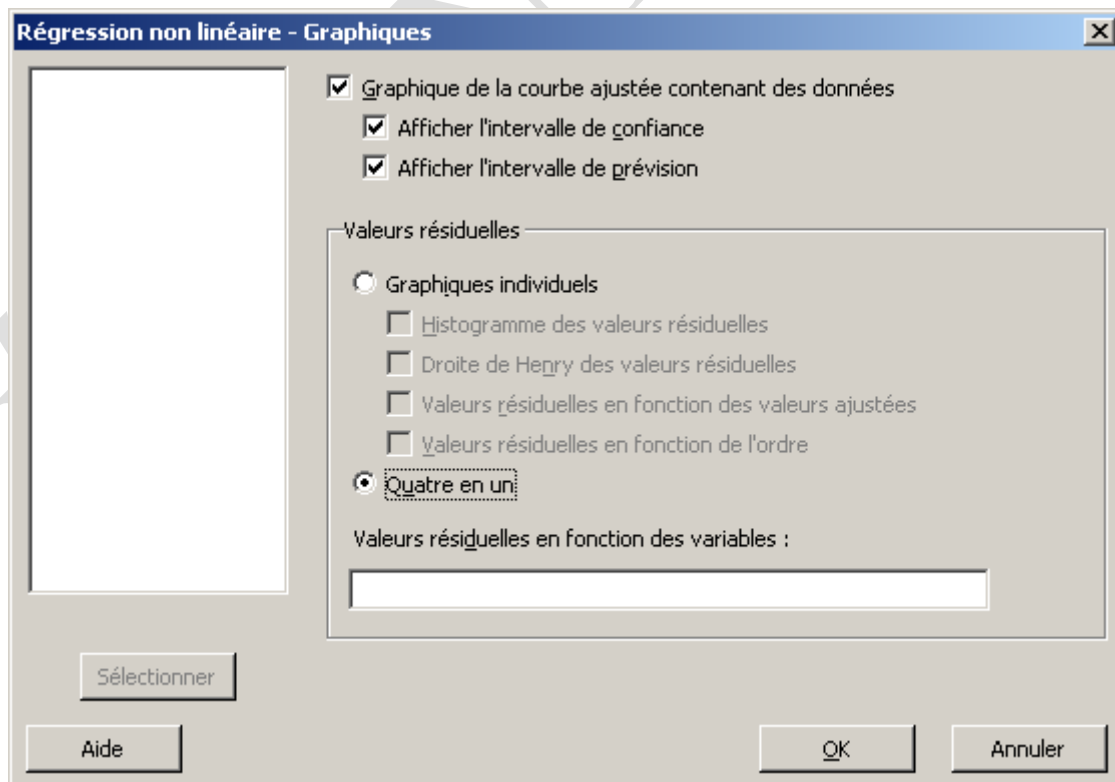 Régression non linéaire - Graphiques
Graphique de la courbe ajustée contenant des données
Afficher l'intervalle de confiance
Afficher l'intervalle de prévision
Valeurs résiduelles
Graphiques individuels
Histogramme des valeurs résiduelles
Droite de Henry des valeurs résiduelles
Valeurs résiduelles en fonction des valeurs ajustées
Valeurs résiduelles en fonction de l'ordre
Quatre en un
Valeurs résiduelles en fonction des variables :
Sélectionner
Aide
OK
Annuler